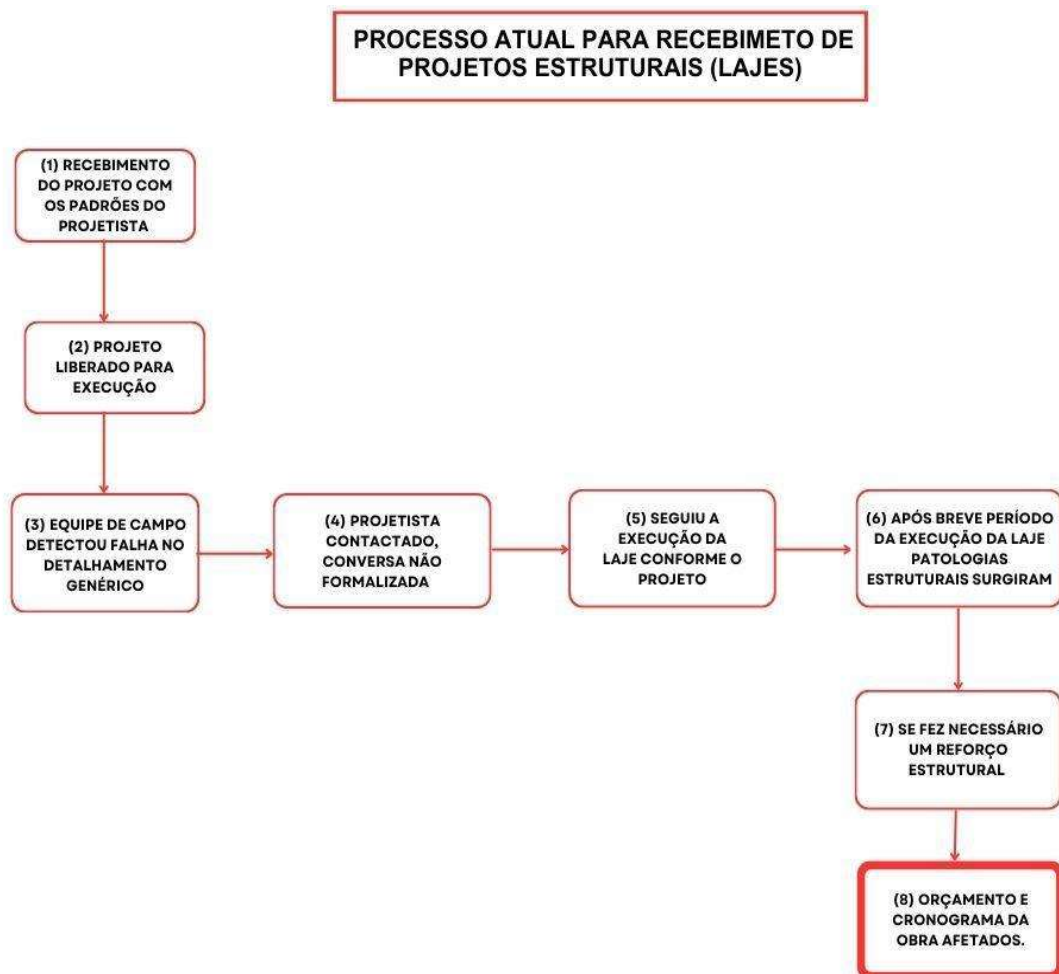 PROCESSO ATUAL PARA RECEBIMETO DE
PROJETOS ESTRUTURAIS (LAJES)
(1) RECEBIMENTO
DO PROJETO COM
OS PADRÕES DO
PROJETISTA
(2) PROJETO
LIBERADO PARA
EXECUÇÃO
(3) EQUIPE DE CAMPO
DETECTOU FALHA NO
DETALHAMENTO
GENÉRICO
(4) PROJETISTA
CONTACTADO,
CONVERSA NÃO
FORMALIZADA
(5) SEGUIU A
EXECUÇÃO DA
LAJE CONFORME O
PROJETO
(6) APÓS BREVE PERÍODO
DA EXECUÇÃO DA LAJE
PATOLOGIAS
ESTRUTURAIS SURGIRAM
(7) SE FEZ NECESSÁRIO
UM REFORÇO
ESTRUTURAL
(8) ORÇAMENTO E
CRONOGRAMA DA
OBRA AFETADOS.